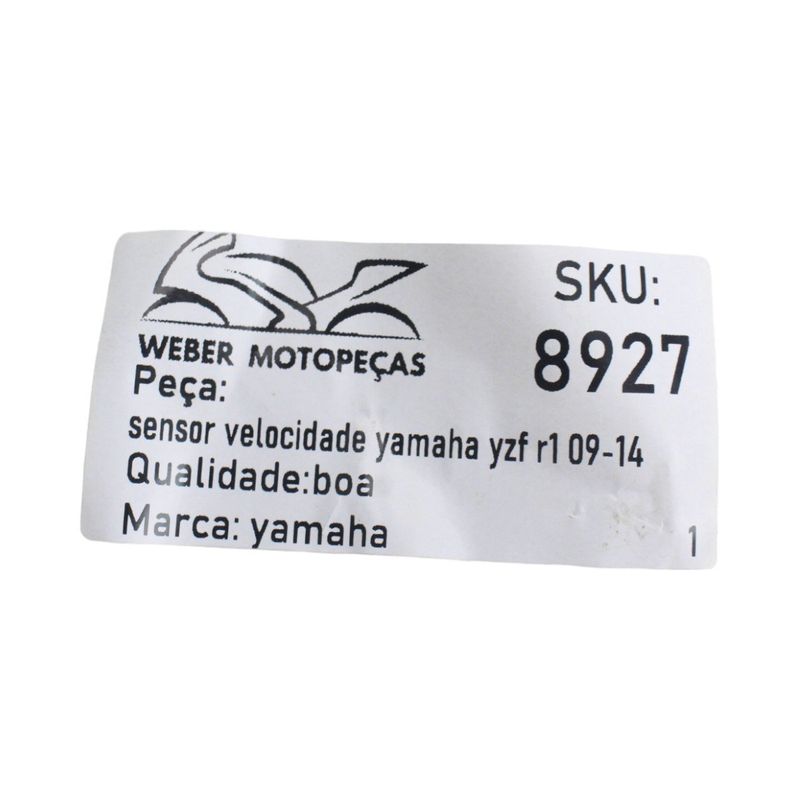 WEBER MOTOPEÇAS
SKU:
8927
Peça:
sensor velocidade yamaha yzf r1 09-14
Qualidade:boa
Marca: yamaha
1